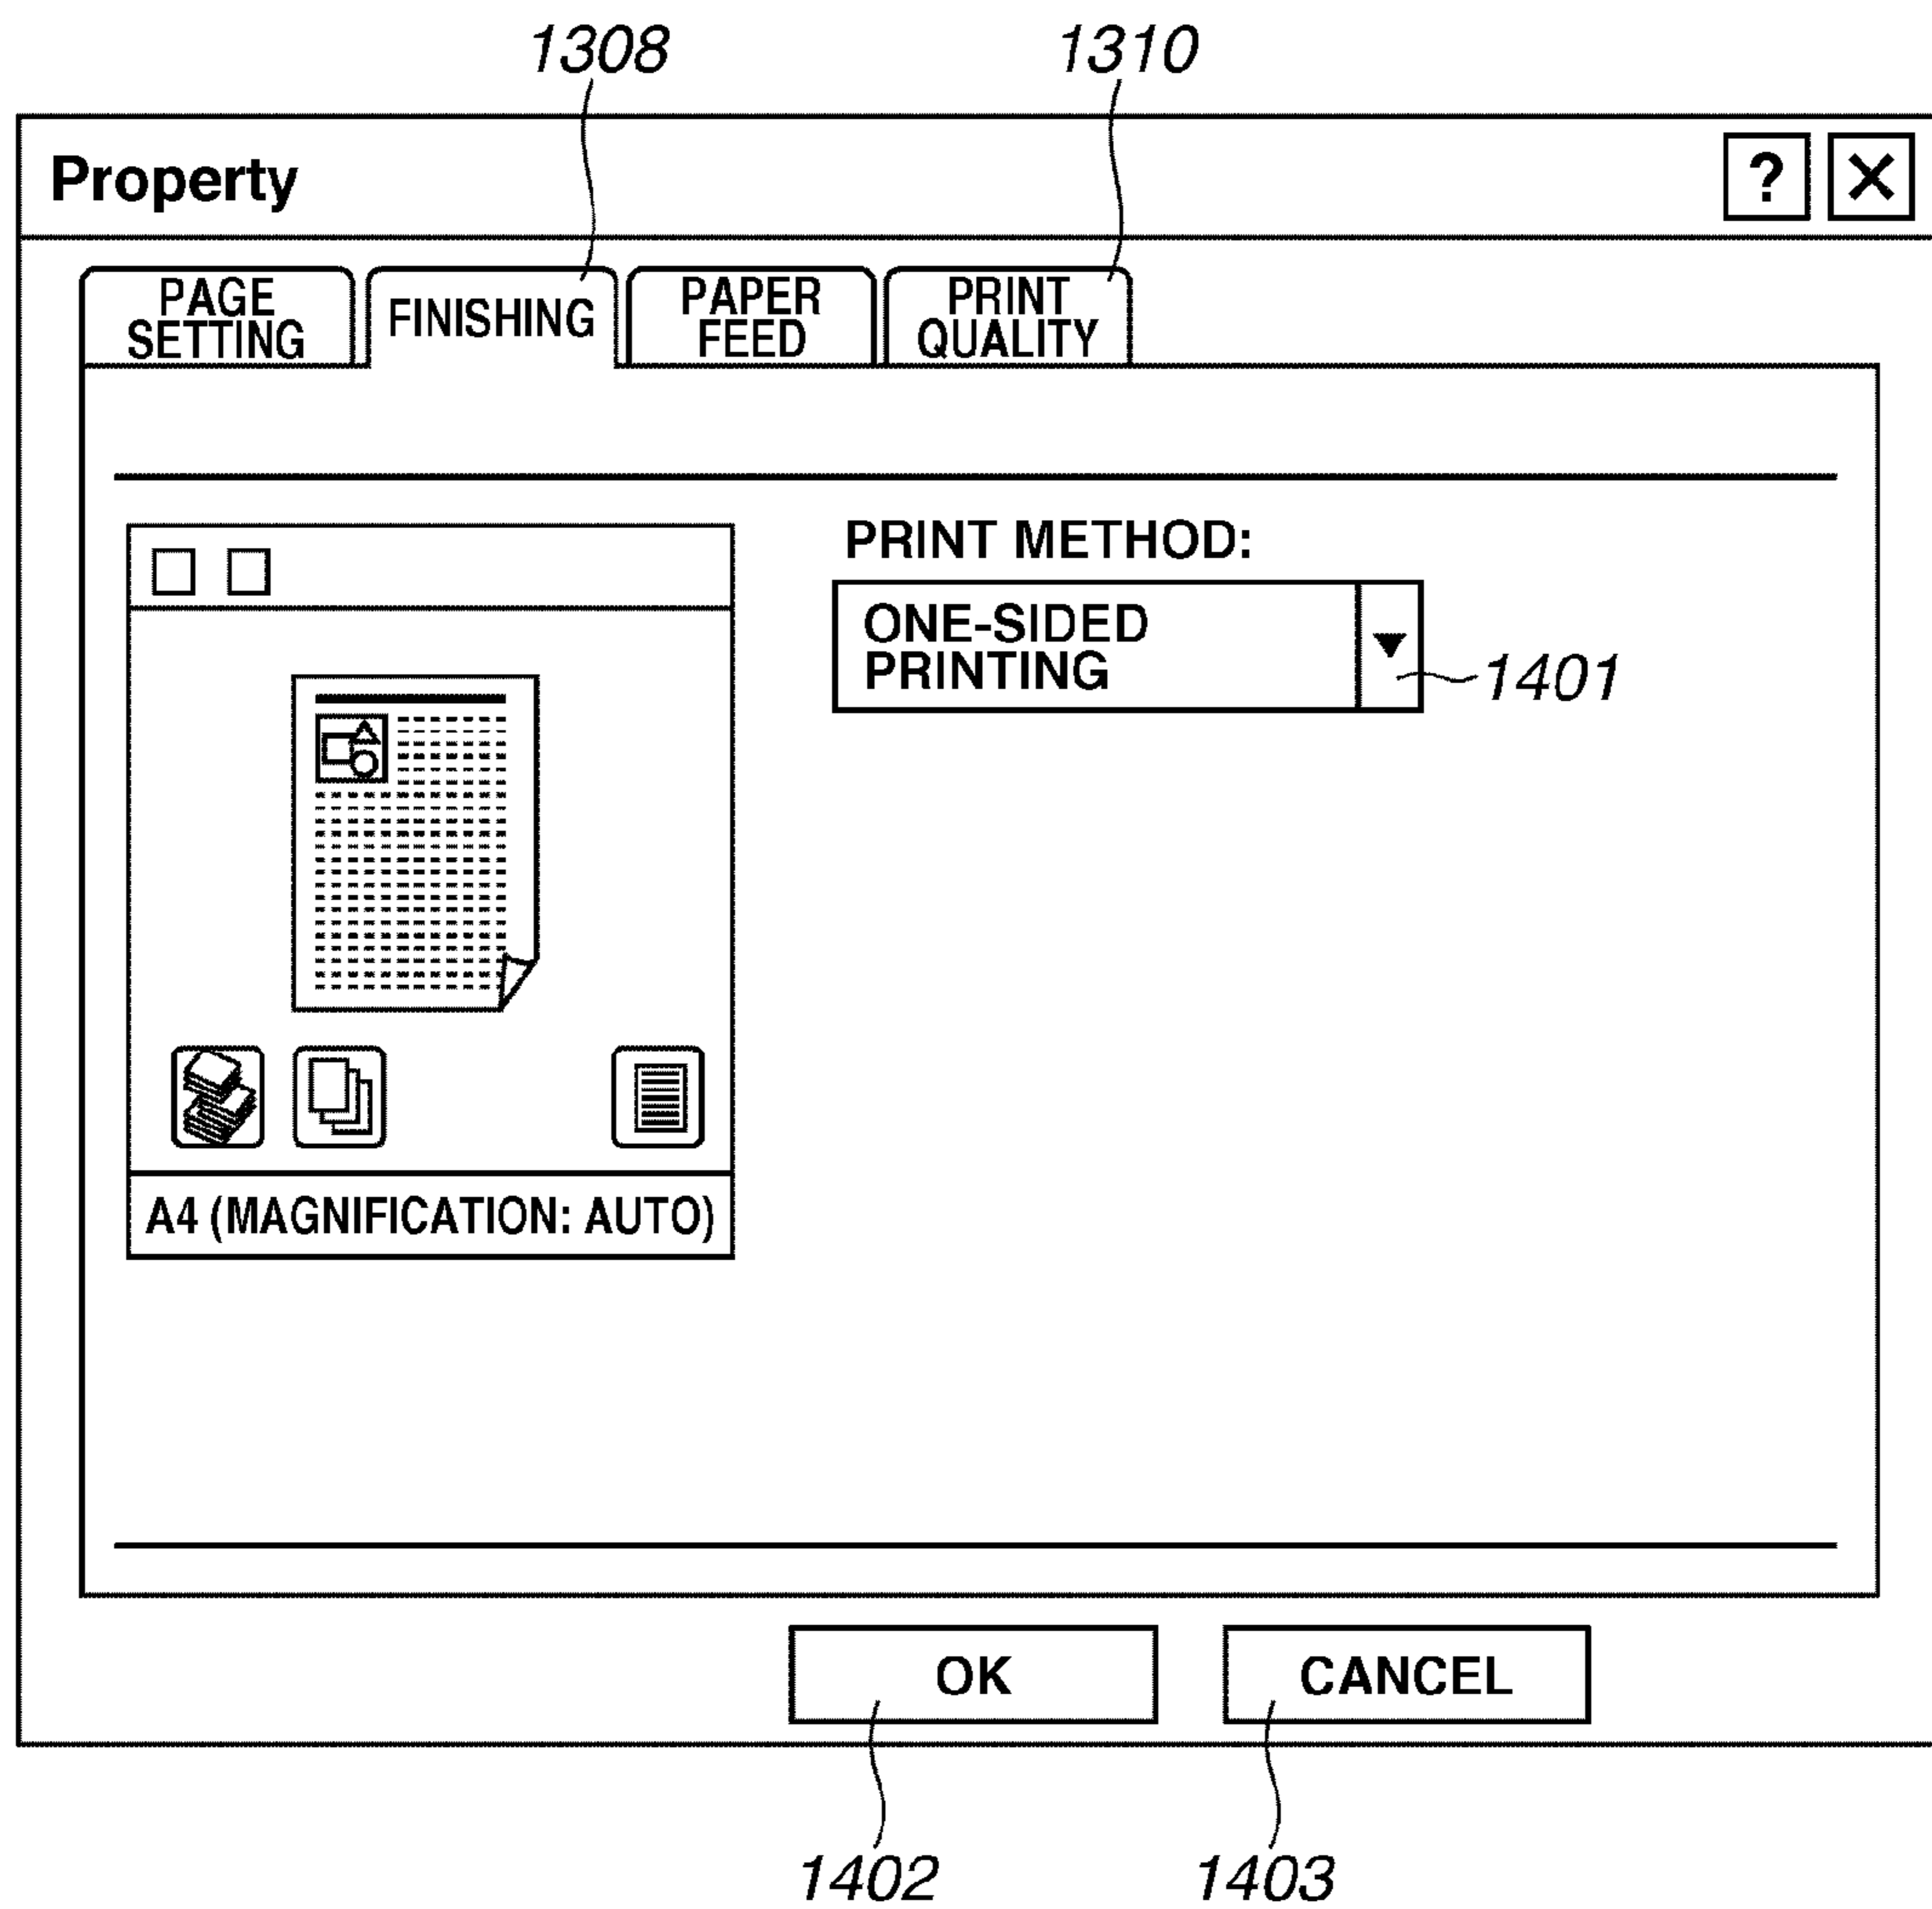 1308 1310
Property ? X
PAGE
SETTING
FINISHING
PAPER
FEED
PRINT
QUALITY
PRINT METHOD:
ONE-SIDED
PRINTING
1401
A4 (MAGNIFICATION: AUTO)
OK CANCEL
1402 1403